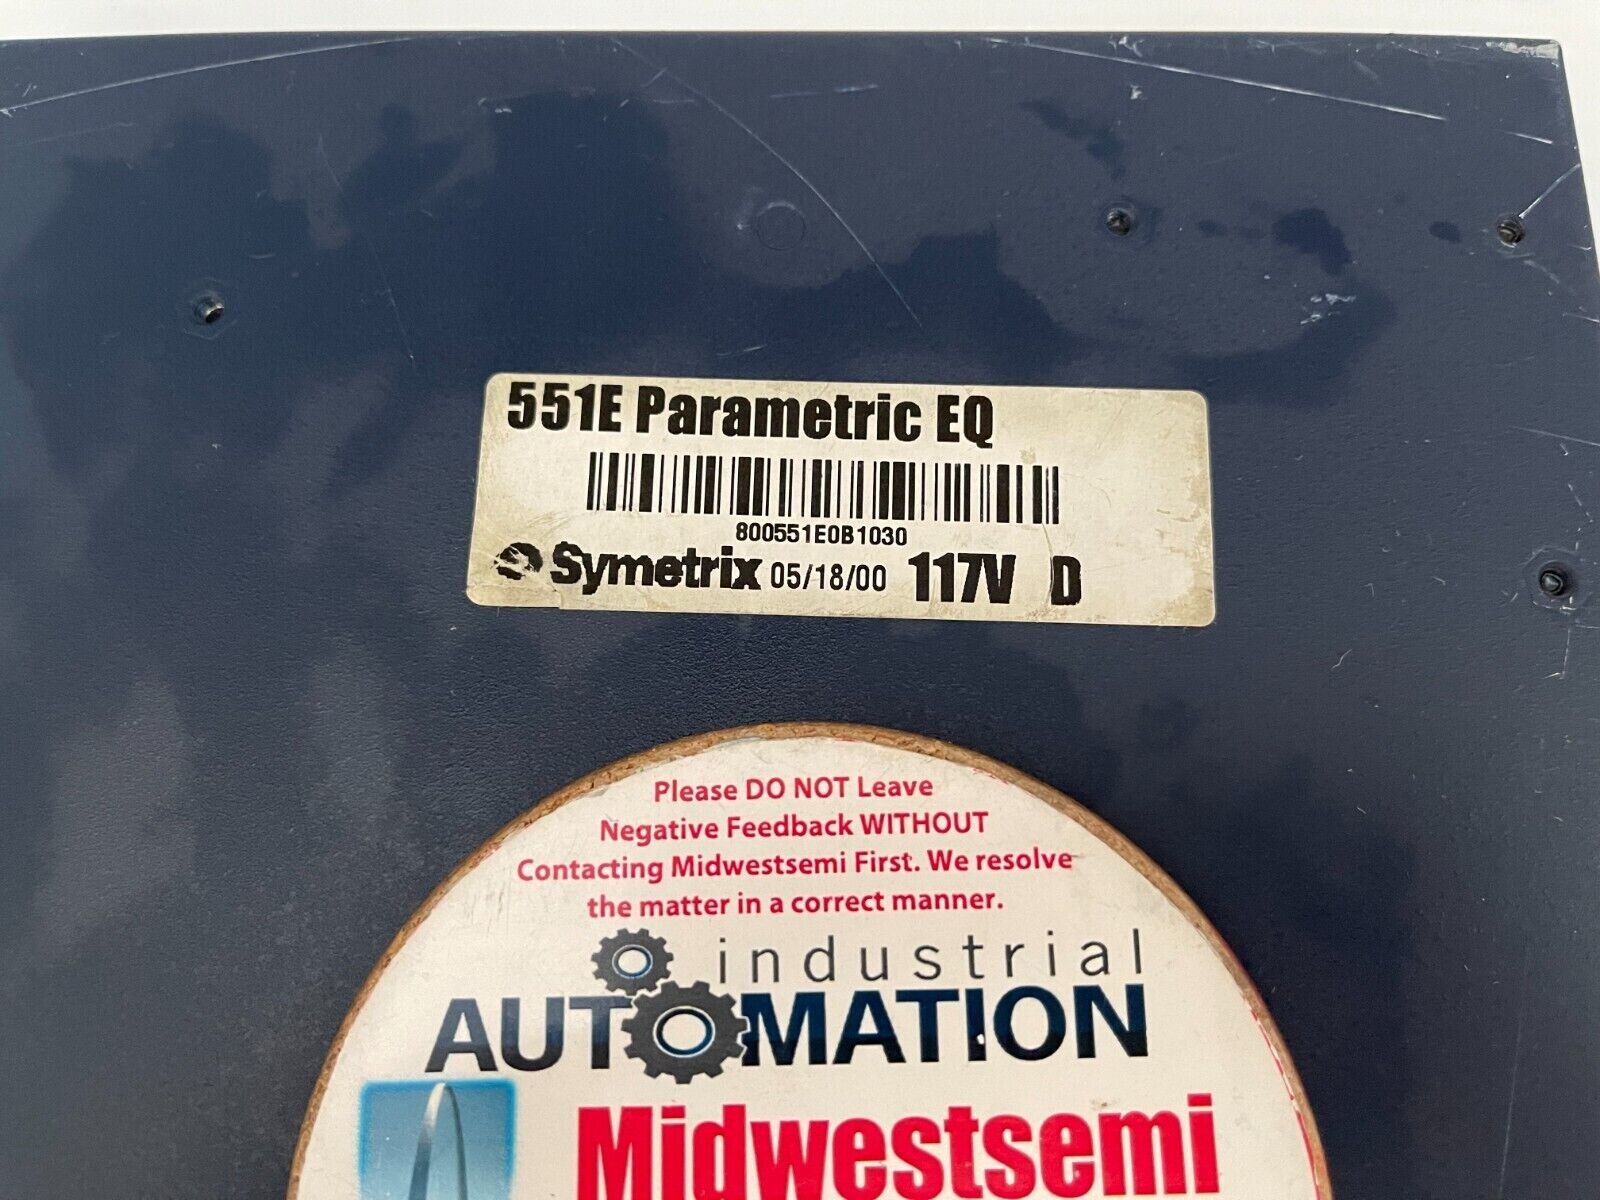 551E Parametric EQ
800551E0B1030
Symetrix 05/18/00 117V D
Please DO NOT Leave
Negative Feedback WITHOUT
Contacting Midwestsemi First. We resolve
the matter in a correct manner.
industrial
AUTOMATION
Midwestsemi